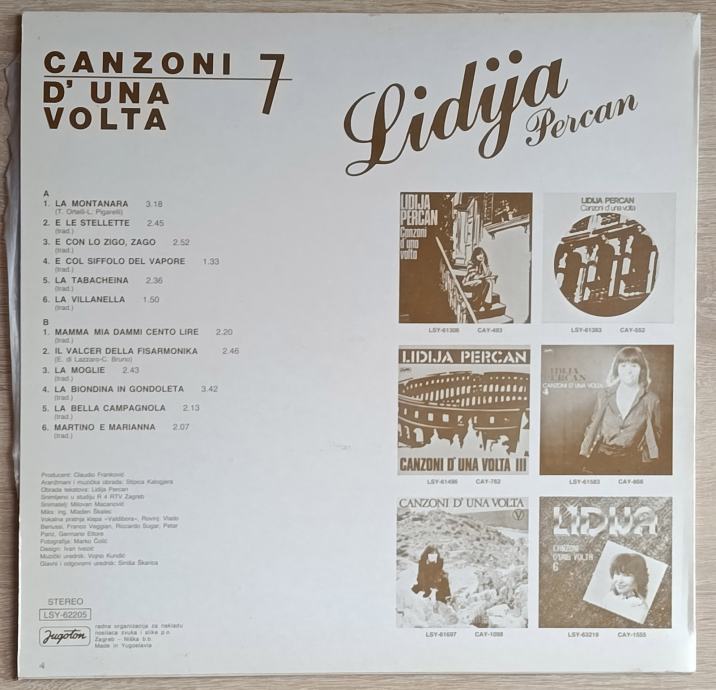 CANZONI 7
D' UNA
VOLTA
Lidija
Percan
A
1. LA MONTANARA 3.18
(T. Ortelli-L. Pigarelli)
2. E LE STELLETTE 2.45
(trad.)
3. E CON LO ZIGO, ZAGO 2.52
(trad.)
4. E COL SIFFOLO DEL VAPORE 1.33
(trad.)
5. LA TABACHEINA 2.36
(trad.)
6. LA VILLANELLA 1.50
(trad.)
B
1. MAMMA MIA DAMMI CENTO LIRE 2.20
(trad.)
2. IL VALCER DELLA FISARMONIKA 2.46
(E. di Lazzaro-C. Bruno)
3. LA MOGLIE 2.43
(trad.)
4. LA BIONDINA IN GONDOLETA 3.42
(trad.)
5. LA BELLA CAMPAGNOLA 2.13
(trad.)
6. MARTINO E MARIANNA 2.07
(trad.)
Producent: Claudio Franković
Aranžmani i muzička obrada: Stipica Kalogjera
Obrada tekstova: Lidija Percan
Snimljeno u studiju R 4 RTV Zagreb
Snimatelj: Milovan Macanović
Miks: ing. Mladen Škalec
Vokalna pratnja klapa »Valdibora«, Rovinj: Vlado
Benussi, Franco Veggian, Riccardo Sugar, Petar
Panz, Germano Ettore
Fotografija: Marko Čolić
Design: Ivan Ivezić
Muzički urednik: Vojno Kundić
Glavni i odgovorni urednik: Siniša Škarica
STEREO
LSY-62205
Jugoton
radna organizacija za nakladu
nosilaca zvuka i slike p.o.
Zagreb - Niška b.b.
Made in Yugoslavia
4
LIDIJA
PERCAN
Canzoni
d'una
volta
LSY-61308 CAY-483
LIDIJA PERCAN
Canzoni d'una volta
LSY-61383 CAY-552
LIDIJA PERCAN
CANZONI D'UNA VOLTA III
LSY-61496 CAY-762
LIDIJA
PERCAN
CANZONI D'UNA VOLTA
4
LSY-61583
CANZONI D' UNA VOLTA
V
LSY-61697 CAY-1098
LIDIJA
CANZONI
D'UNA VOLTA
6
LSY-63219 CAY-1555